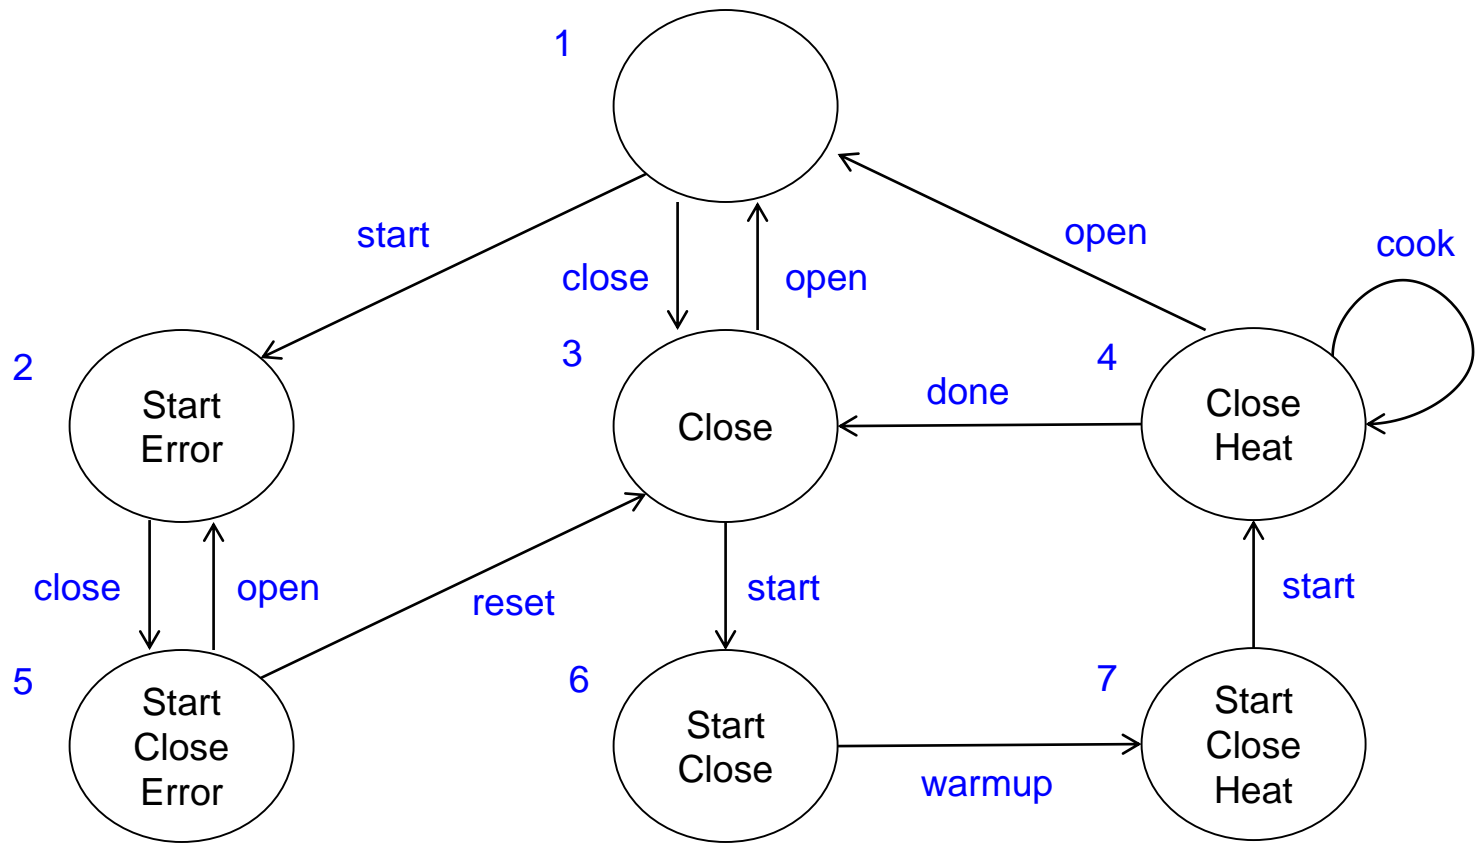 1
start
close
open
open
cook
2
Start
Error
3
Close
done
4
Close
Heat
close
open
reset
start
start
5
Start
Close
Error
6
Start
Close
warmup
7
Start
Close
Heat